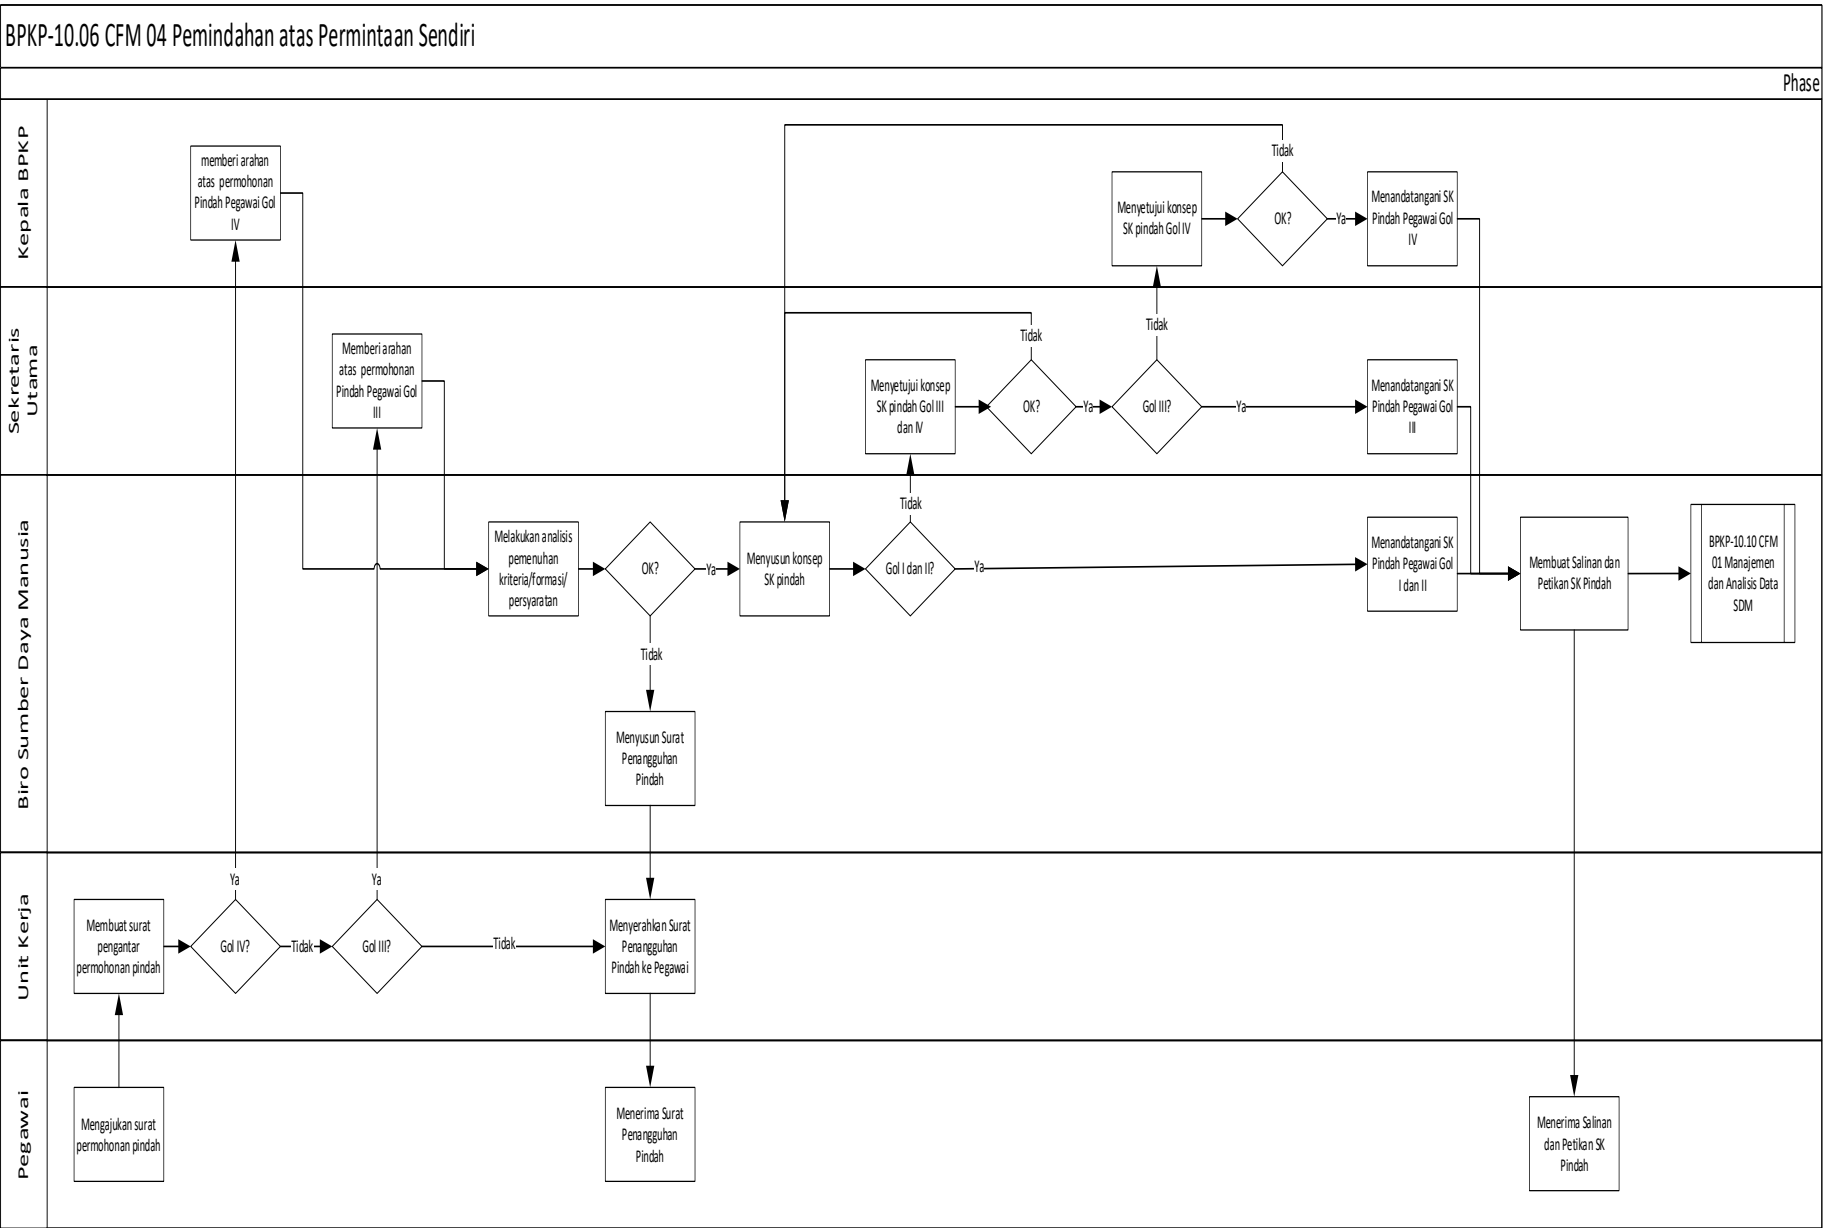 BPKP-10.06 CFM 04 Pemindahan atas Permintaan Sendiri
Phase
Kepala BPKP
memberi arahan
atas permohonan
Pindah Pegawai Gol
IV
Menyetujui konsep
SK pindah Gol IV
Tidak
OK?
Ya
Menandatangani SK
Pindah Pegawai Gol
IV
Sekretaris
Utama
Memberi arahan
atas permohonan
Pindah Pegawai Gol
III
Menyetujui konsep
SK pindah Gol III
dan IV
Tidak
OK?
Ya
Tidak
Gol III?
Ya
Menandatangani SK
Pindah Pegawai Gol
III
Biro Sumber Daya Manusia
Melakukan analisis
pemenuhan
kriteria/formasi/
persyaratan
OK?
Ya
Tidak
Menyusun konsep
SK pindah
Tidak
Gol I dan II?
Ya
Menandatangani SK
Pindah Pegawai Gol
I dan II
Membuat Salinan dan
Petikan SK Pindah
BPKP-10.10 CFM
01 Manajemen
dan Analisis Data
SDM
Menyusun Surat
Penangguhan
Pindah
Unit Kerja
Membuat surat
pengantar
permohonan pindah
Ya
Gol IV?
Tidak
Ya
Gol III?
Tidak
Menyerahkan Surat
Penangguhan
Pindah ke Pegawai
Pegawai
Mengajukan surat
permohonan pindah
Menerima Surat
Penangguhan
Pindah
Menerima Salinan
dan Petikan SK
Pindah